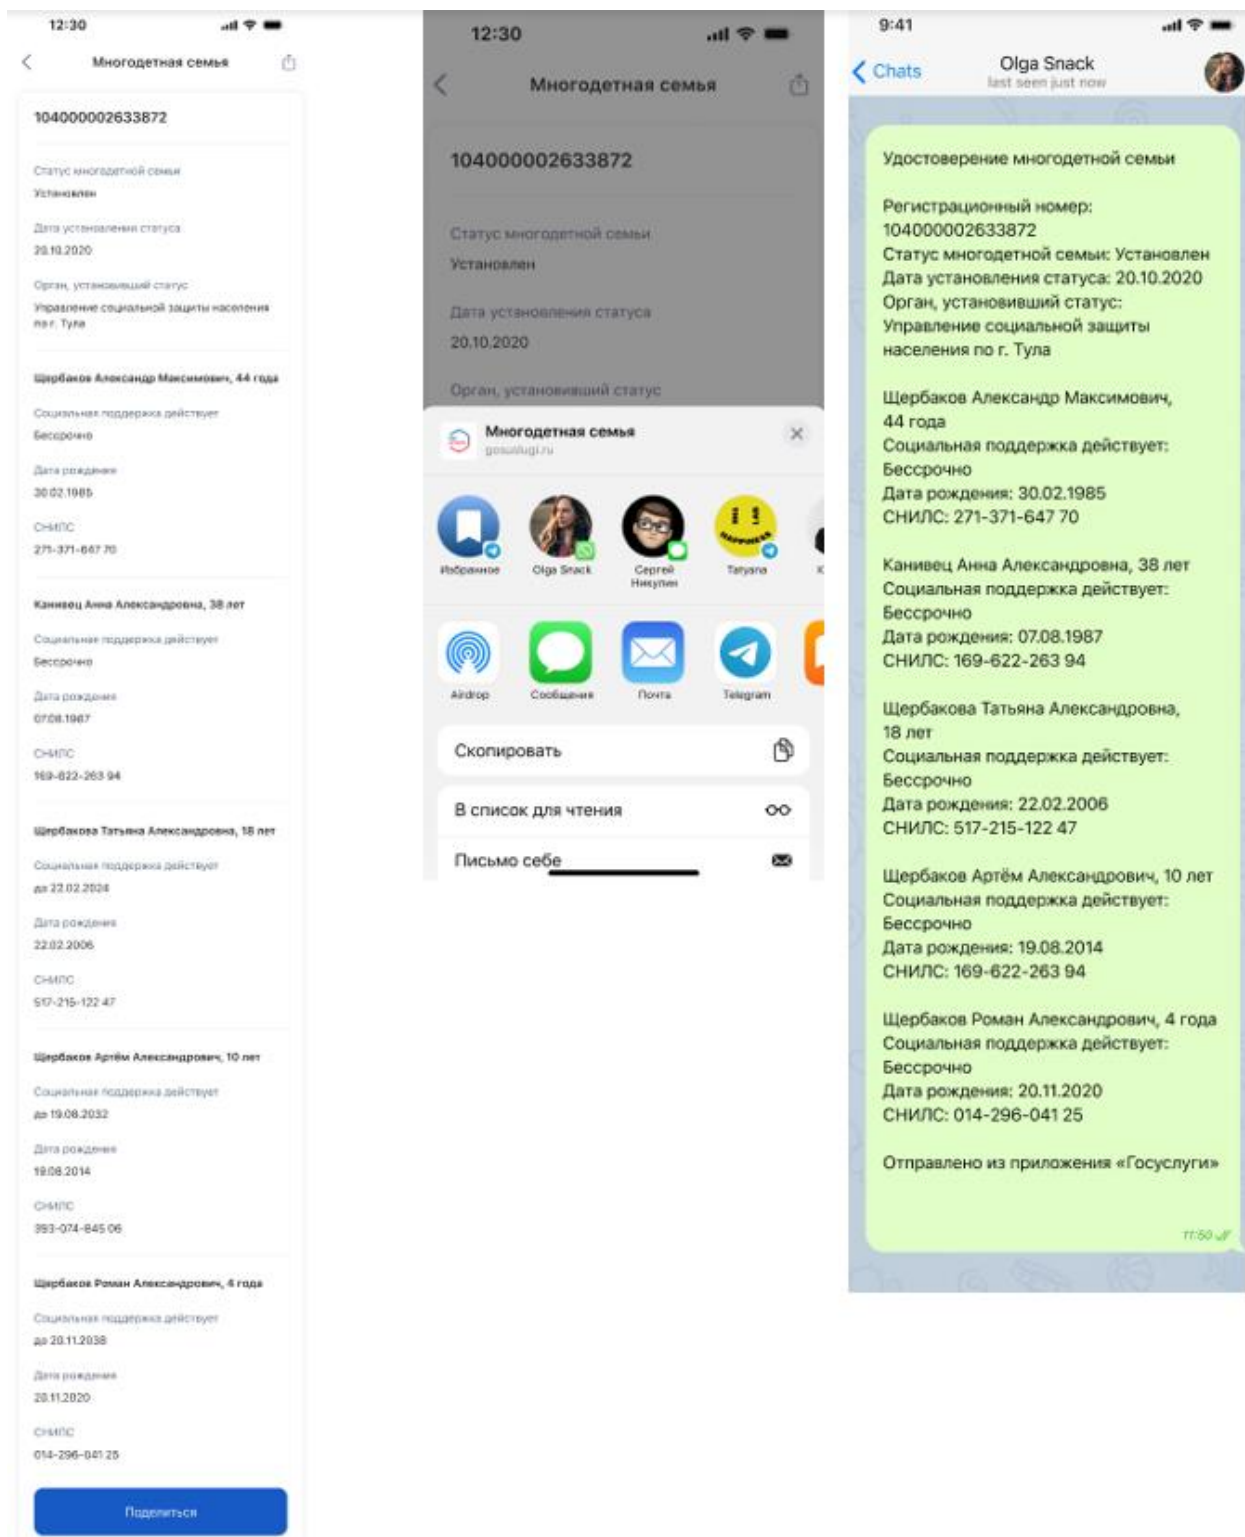 12:30
Многодетная семья
104000002633872
Статус многодетной семьи
Установлен
Дата установления статуса
20.10.2020
Орган, установивший статус
Управление социальной защиты населения
по г. Тула
Щербаков Александр Максимович, 44 года
Социальная поддержка действует
Бессрочно
Дата рождения
30.02.1985
СНИЛС
271-371-647 70
Канивец Анна Александровна, 38 лет
Социальная поддержка действует
Бессрочно
Дата рождения
07.08.1987
СНИЛС
169-622-263 94
Щербакова Татьяна Александровна, 18 лет
Социальная поддержка действует
до 22.02.2024
Дата рождения
22.02.2006
СНИЛС
517-215-122 47
Щербаков Артём Александрович, 10 лет
Социальная поддержка действует
до 19.08.2032
Дата рождения
19.08.2014
СНИЛС
393-074-845 06
Щербаков Роман Александрович, 4 года
Социальная поддержка действует
до 20.11.2038
Дата рождения
20.11.2020
СНИЛС
014-296-041 25
Поделиться
12:30
Многодетная семья
104000002633872
Статус многодетной семьи
Установлен
Дата установления статуса
20.10.2020
Орган, установивший статус
Многодетная семья
gosuslugi.ru
Избранное
Olga Snack
Сергей
Никулин
Tatyana
Airdrop
Сообщения
Почта
Telegram
Скопировать
В список для чтения
Письмо себе
9:41
Chats
Olga Snack
last seen just now
Удостоверение многодетной семьи
Регистрационный номер:
104000002633872
Статус многодетной семьи: Установлен
Дата установления статуса: 20.10.2020
Орган, установивший статус:
Управление социальной защиты
населения по г. Тула
Щербаков Александр Максимович,
44 года
Социальная поддержка действует:
Бессрочно
Дата рождения: 30.02.1985
СНИЛС: 271-371-647 70
Канивец Анна Александровна, 38 лет
Социальная поддержка действует:
Бессрочно
Дата рождения: 07.08.1987
СНИЛС: 169-622-263 94
Щербакова Татьяна Александровна,
18 лет
Социальная поддержка действует:
Бессрочно
Дата рождения: 22.02.2006
СНИЛС: 517-215-122 47
Щербаков Артём Александрович, 10 лет
Социальная поддержка действует:
Бессрочно
Дата рождения: 19.08.2014
СНИЛС: 169-622-263 94
Щербаков Роман Александрович, 4 года
Социальная поддержка действует:
Бессрочно
Дата рождения: 20.11.2020
СНИЛС: 014-296-041 25
Отправлено из приложения «Госуслуги»
11:50